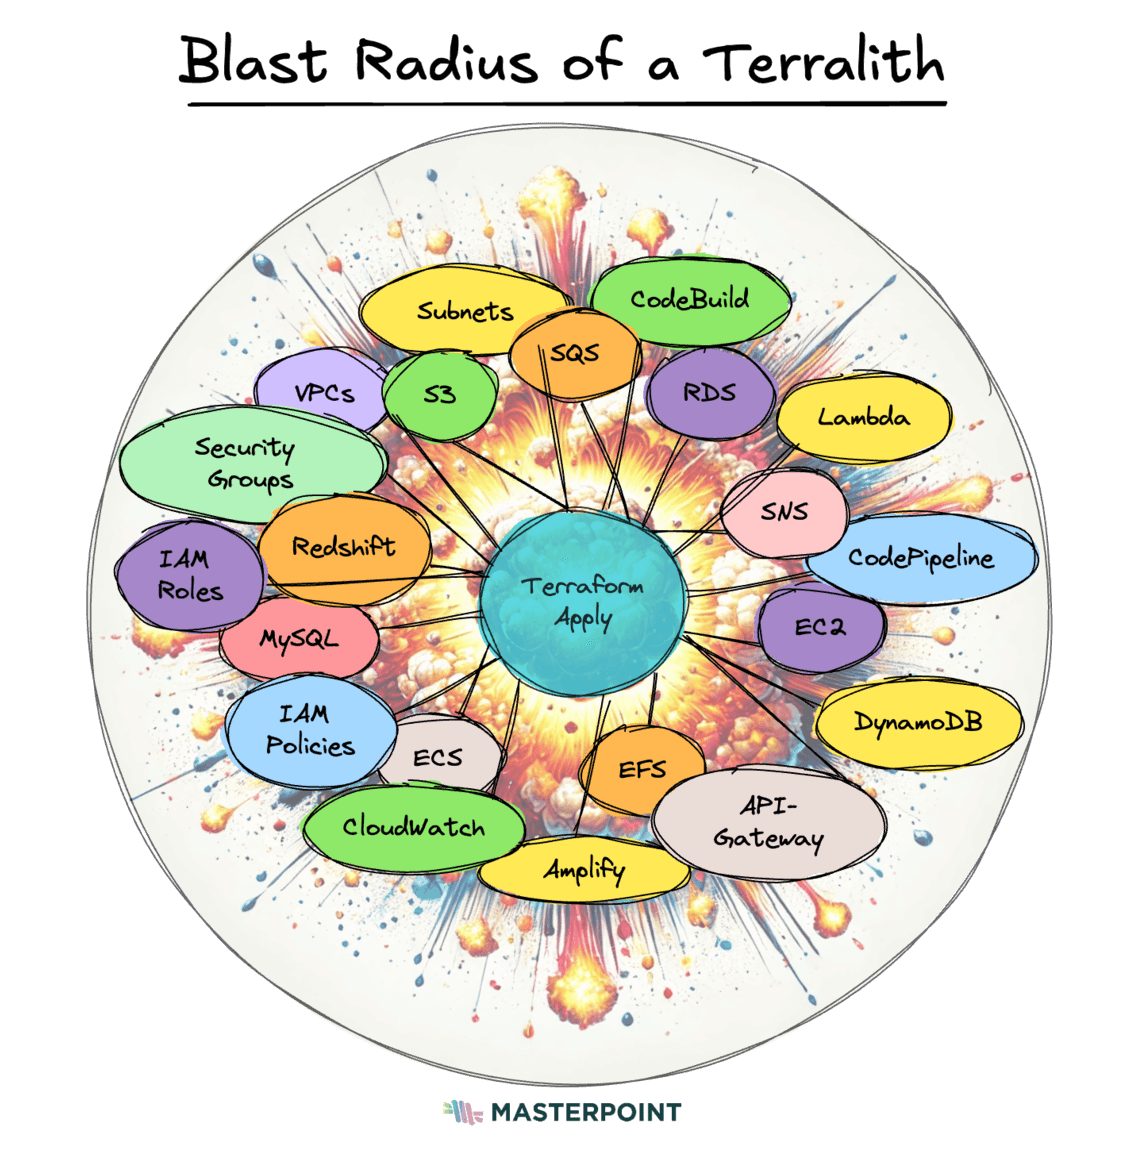 Blast Radius of a Terralith
Subnets
CodeBuild
SQS
VPCs
S3
RDS
Lambda
Security
Groups
SNS
IAM
Roles
Redshift
CodePipeline
Terraform
Apply
MySQL
EC2
IAM
Policies
ECS
EFS
DynamoDB
CloudWatch
API-
Gateway
Amplify
MASTERPOINT